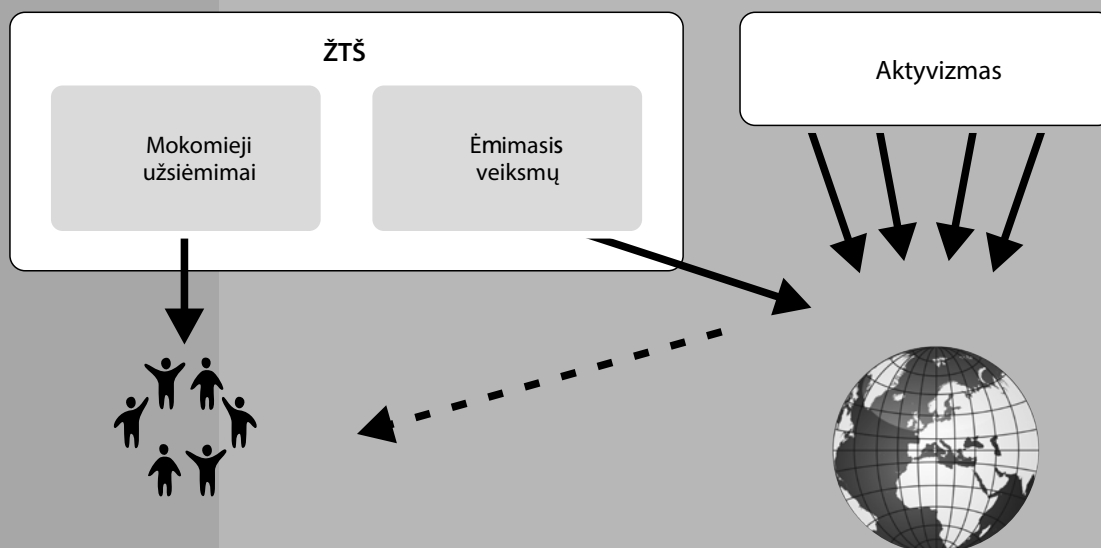 ŽTŠ
Mokomieji
užsiėmimai
Ėmimasis
veiksmų
Aktyvizmas